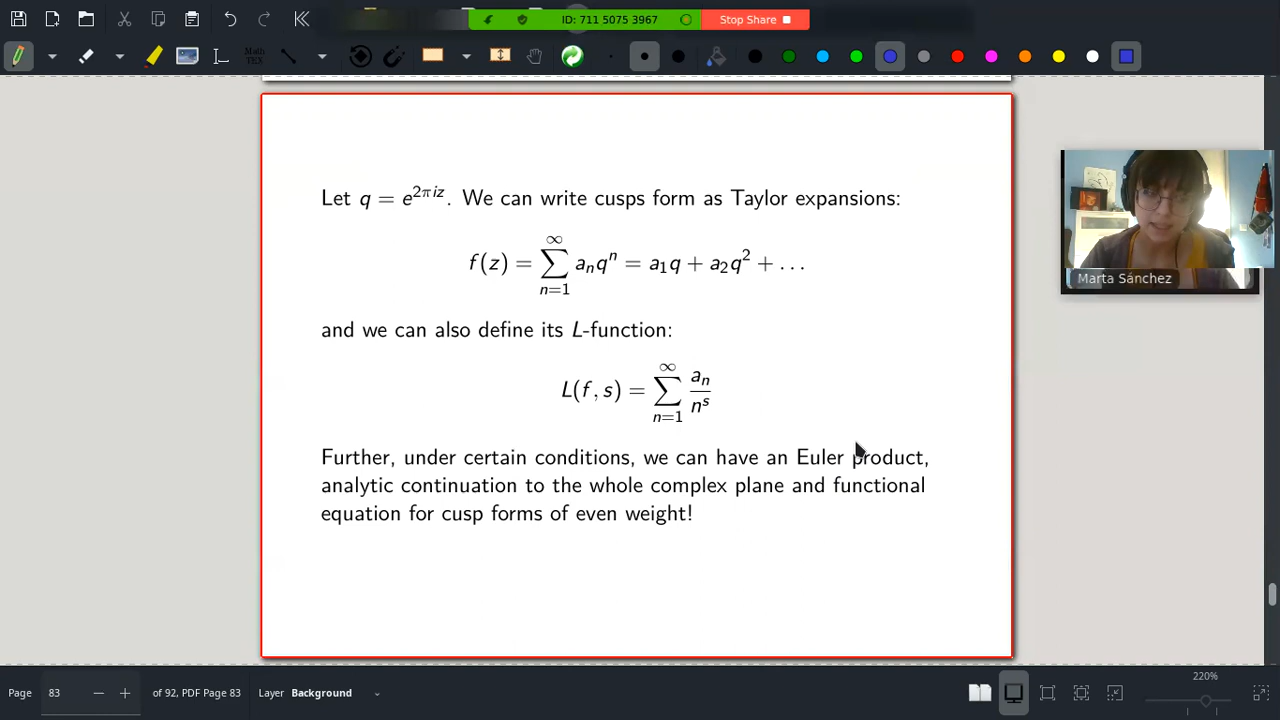 ID: 711 5075 3967
Stop Share
Math
TEX
Let q = e^{2πiz}. We can write cusps form as Taylor expansions:
f(z) = ∑_{n=1}^{∞} a_n q^n = a_1 q + a_2 q^2 + . . .
and we can also define its L-function:
L(f, s) = ∑_{n=1}^{∞} a_n / n^s
Further, under certain conditions, we can have an Euler product,
analytic continuation to the whole complex plane and functional
equation for cusp forms of even weight!
Marta Sánchez
Page 83 of 92, PDF Page 83 Layer Background
220%